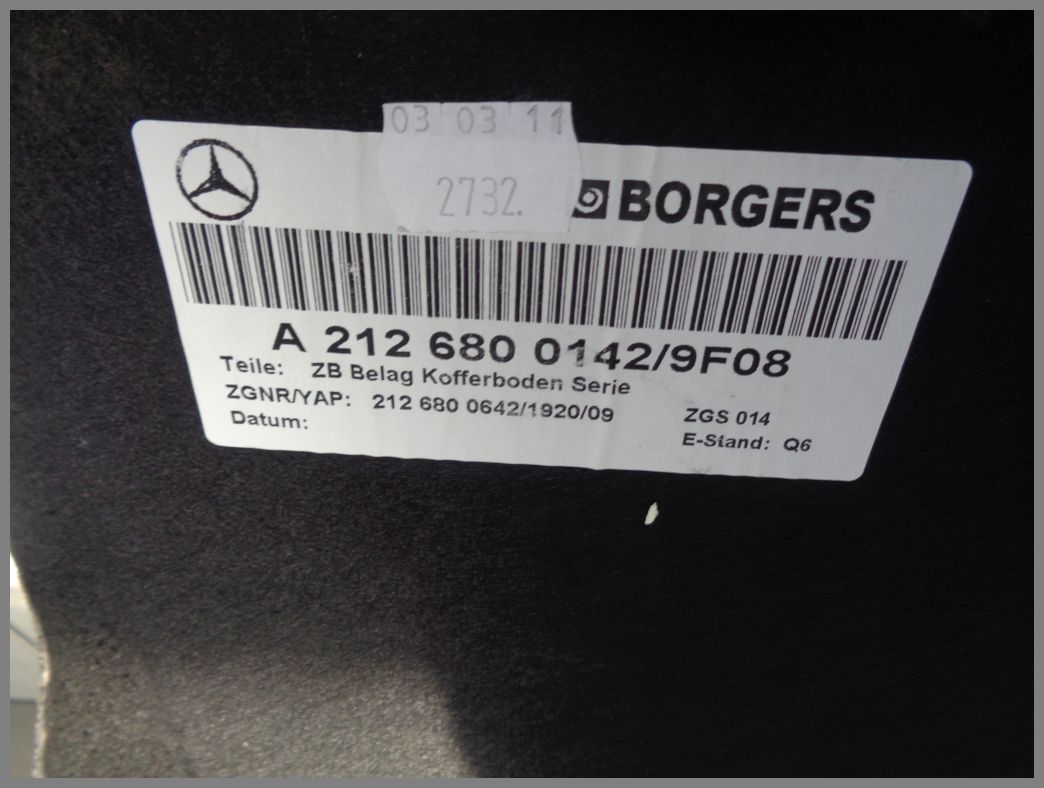 03 03 11
2732.
BORGERS
A 212 680 0142/9F08
Teile: ZB Belag Kofferboden Serie
ZGNR/YAP: 212 680 0642/1920/09 ZGS 014
Datum: E-Stand: Q6